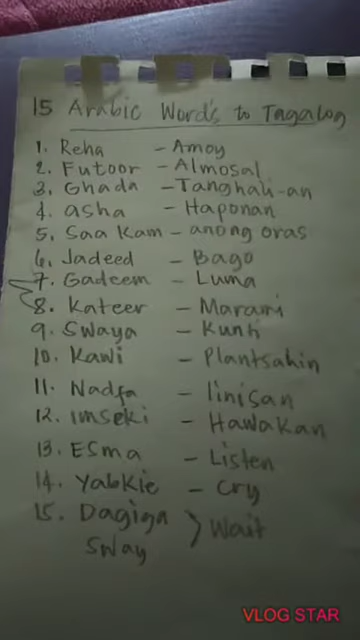 15 Arabic Word's to Tagalog
1. Reha - Amoy
2. Futoor - Almosal
3. Ghada - Tanghali-an
4. asha - Haponan
5. Saa Kam - anong oras
6. Jadeed - Bago
7. Gadeem - Luma
8. Kateer - Marami
9. Swaya - Kunti
10. Kawi - Plantsahin
11. Nadfa - linisan
12. imseki - Hawakan
13. Esma - Listen
14. Yabkie - Cry
15. Dagiga > Wait
Sway
VLOG STAR